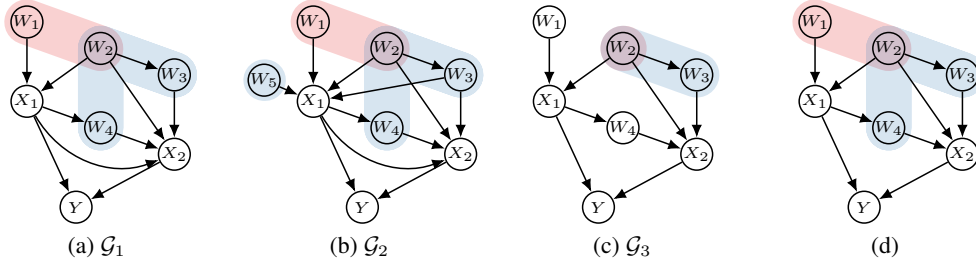 W₁ W₂ W₃ X₁ W₄ X₂ Y
W₁ W₂ W₃ W₅ X₁ W₄ X₂ Y
W₁ W₂ W₃ X₁ W₄ X₂ Y
W₁ W₂ W₃ X₁ W₄ X₂ Y
(a) 𝒢₁
(b) 𝒢₂
(c) 𝒢₃
(d)